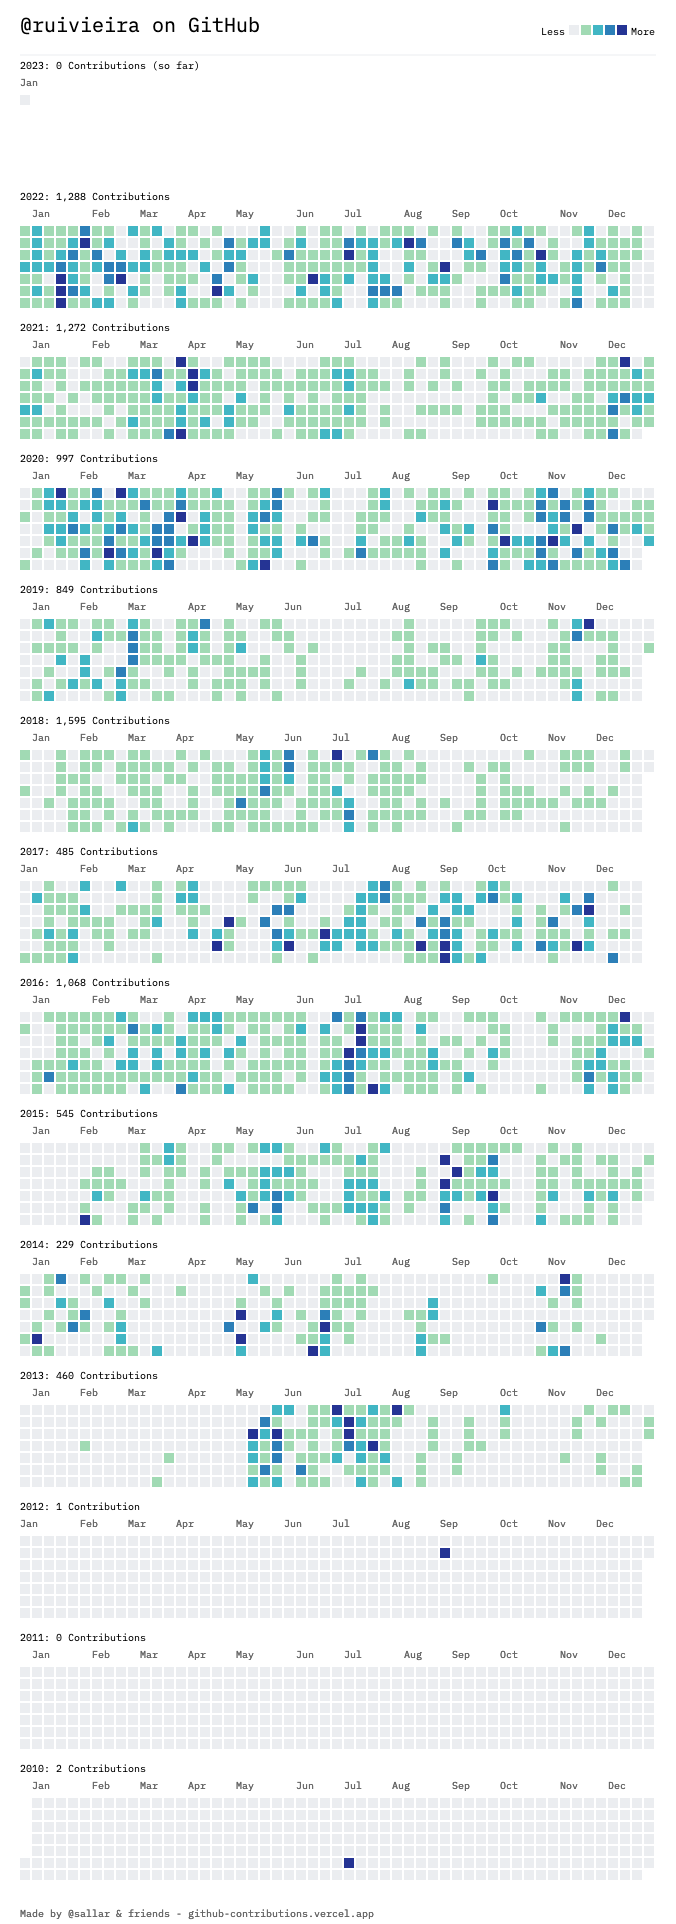 @ruivieira on GitHub
Less More
2023: 0 Contributions (so far)
Jan
2022: 1,288 Contributions
Jan Feb Mar Apr May Jun Jul Aug Sep Oct Nov Dec
2021: 1,272 Contributions
Jan Feb Mar Apr May Jun Jul Aug Sep Oct Nov Dec
2020: 997 Contributions
Jan Feb Mar Apr May Jun Jul Aug Sep Oct Nov Dec
2019: 849 Contributions
Jan Feb Mar Apr May Jun Jul Aug Sep Oct Nov Dec
2018: 1,595 Contributions
Jan Feb Mar Apr May Jun Jul Aug Sep Oct Nov Dec
2017: 485 Contributions
Jan Feb Mar Apr May Jun Jul Aug Sep Oct Nov Dec
2016: 1,068 Contributions
Jan Feb Mar Apr May Jun Jul Aug Sep Oct Nov Dec
2015: 545 Contributions
Jan Feb Mar Apr May Jun Jul Aug Sep Oct Nov Dec
2014: 229 Contributions
Jan Feb Mar Apr May Jun Jul Aug Sep Oct Nov Dec
2013: 460 Contributions
Jan Feb Mar Apr May Jun Jul Aug Sep Oct Nov Dec
2012: 1 Contribution
Jan Feb Mar Apr May Jun Jul Aug Sep Oct Nov Dec
2011: 0 Contributions
Jan Feb Mar Apr May Jun Jul Aug Sep Oct Nov Dec
2010: 2 Contributions
Jan Feb Mar Apr May Jun Jul Aug Sep Oct Nov Dec
Made by @sallar & friends - github-contributions.vercel.app